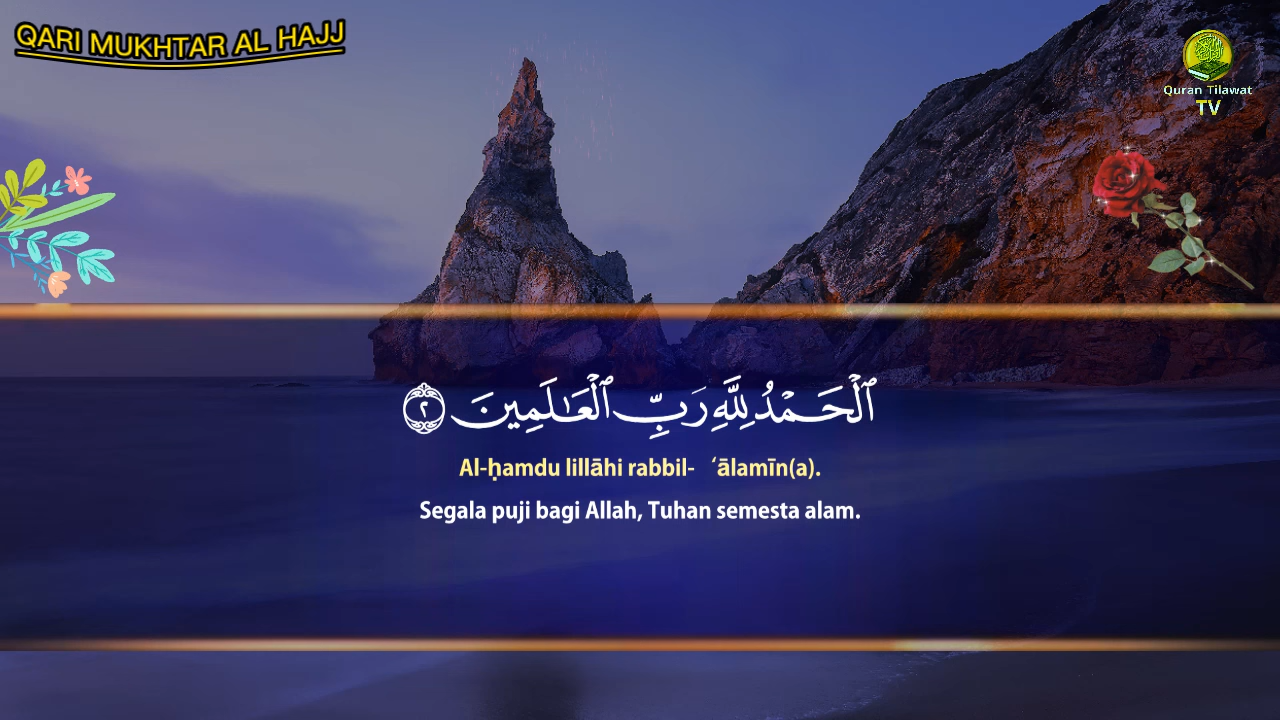 QARI MUKHTAR AL HAJJ
Quran Tilawat
TV
ٱلْحَمْدُ لِلَّهِ رَبِّ ٱلْعَـٰلَمِينَ ٢
Al-ḥamdu lillāhi rabbil- ‘ālamīn(a).
Segala puji bagi Allah, Tuhan semesta alam.